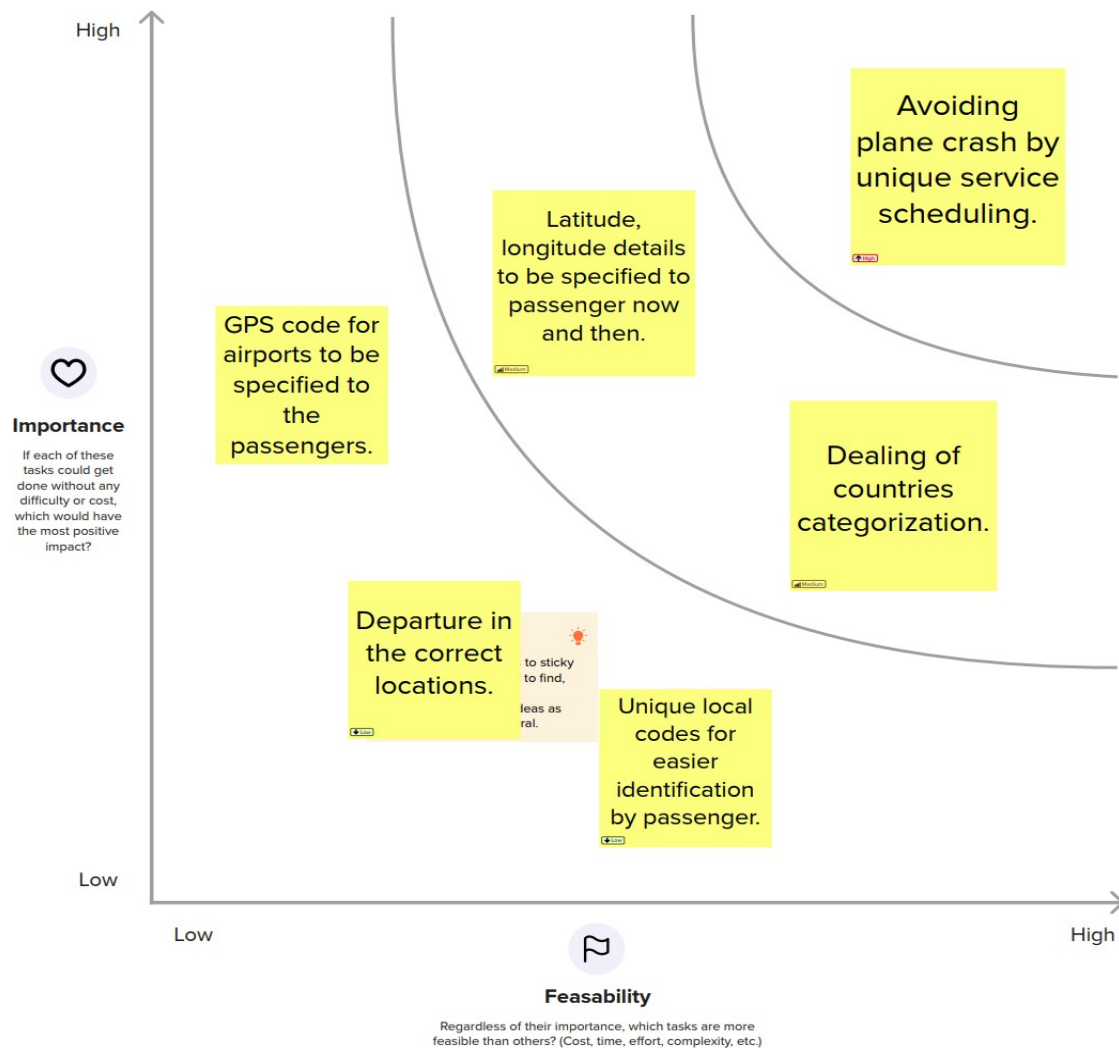 High
Avoiding
plane crash by
unique service
scheduling.
High
Latitude,
longitude details
to be specified to
passenger now
and then.
Medium
GPS code for
airports to be
specified to
the
passengers.
Importance
If each of these
tasks could get
done without any
difficulty or cost,
which would have
the most positive
impact?
Dealing of
countries
categorization.
Medium
Departure in
the correct
locations.
Low
to sticky
to find,
deas as
ral.
Unique local
codes for
easier
identification
by passenger.
Low
Low
Low
High
Feasability
Regardless of their importance, which tasks are more
feasible than others? (Cost, time, effort, complexity, etc.)